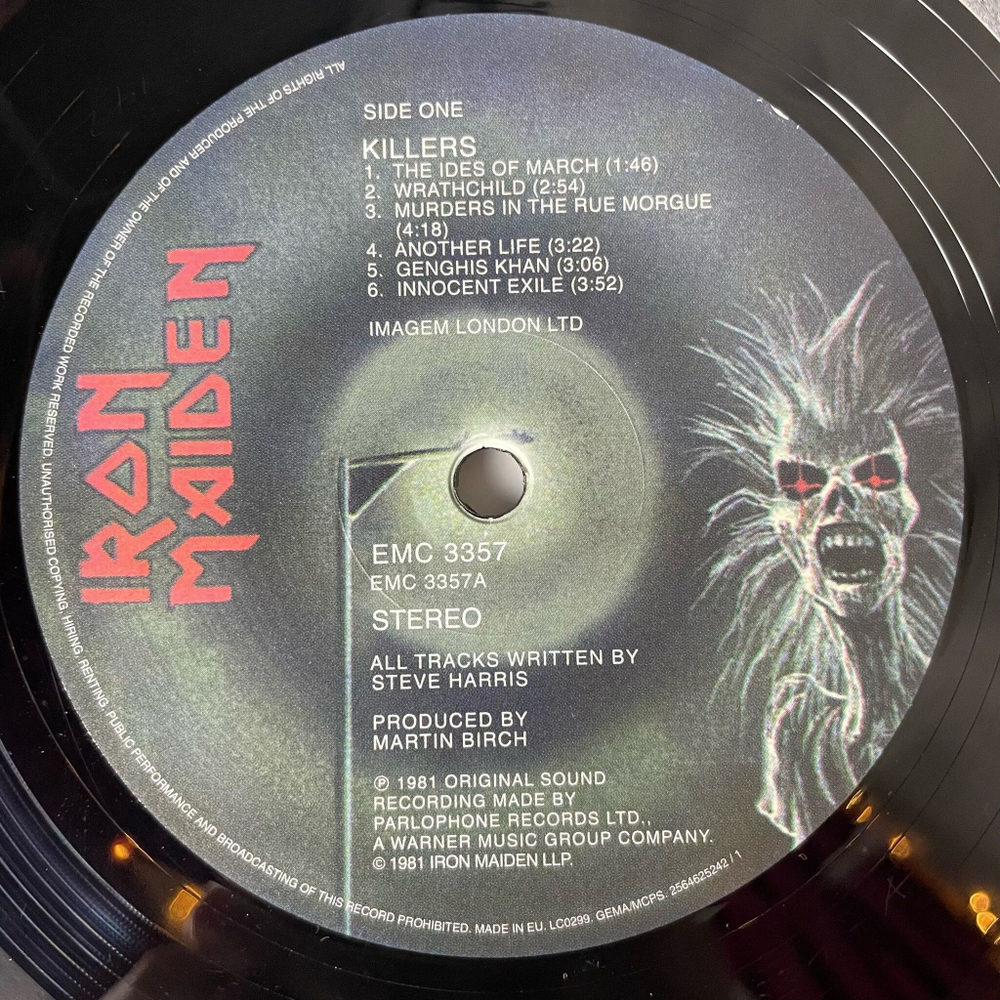 SIDE ONE
KILLERS
1. THE IDES OF MARCH (1:46)
2. WRATHCHILD (2:54)
3. MURDERS IN THE RUE MORGUE
(4:18)
4. ANOTHER LIFE (3:22)
5. GENGHIS KHAN (3:06)
6. INNOCENT EXILE (3:52)
IMAGEM LONDON LTD
IRON
MAIDEN
EMC 3357
EMC 3357A
STEREO
ALL TRACKS WRITTEN BY
STEVE HARRIS
PRODUCED BY
MARTIN BIRCH
℗ 1981 ORIGINAL SOUND
RECORDING MADE BY
PARLOPHONE RECORDS LTD.,
A WARNER MUSIC GROUP COMPANY.
© 1981 IRON MAIDEN LLP.
ALL RIGHTS OF THE PRODUCER AND OF THE OWNER OF THE RECORDED WORK RESERVED. UNAUTHORISED COPYING, HIRING, RENTING, PUBLIC PERFORMANCE AND BROADCASTING OF THIS RECORD PROHIBITED. MADE IN EU. LC0299. GEMA/MCPS. 2564625242 / 1